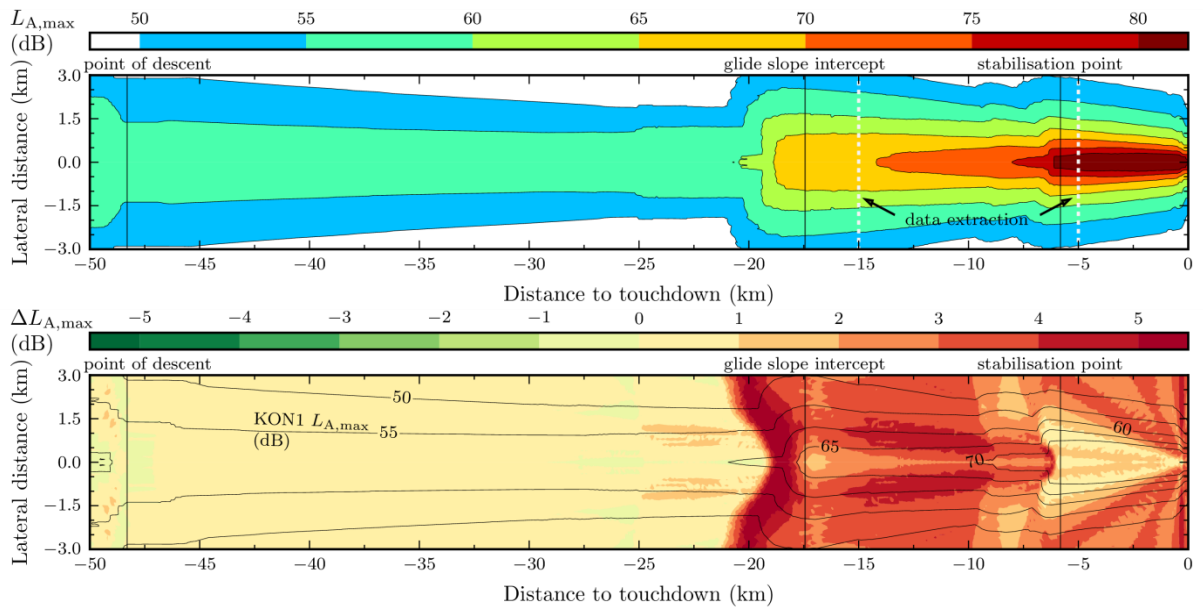 L_A,max
(dB)
50 55 60 65 70 75 80
point of descent glide slope intercept stabilisation point
Lateral distance (km)
3.0
1.5
0.0
−1.5
−3.0
data extraction
−50 −45 −40 −35 −30 −25 −20 −15 −10 −5 0
Distance to touchdown (km)
ΔL_A,max
(dB)
−5 −4 −3 −2 −1 0 1 2 3 4 5
point of descent glide slope intercept stabilisation point
Lateral distance (km)
3.0
1.5
0.0
−1.5
−3.0
50
KON1 L_A,max
(dB)
55
60
65
70
−50 −45 −40 −35 −30 −25 −20 −15 −10 −5 0
Distance to touchdown (km)